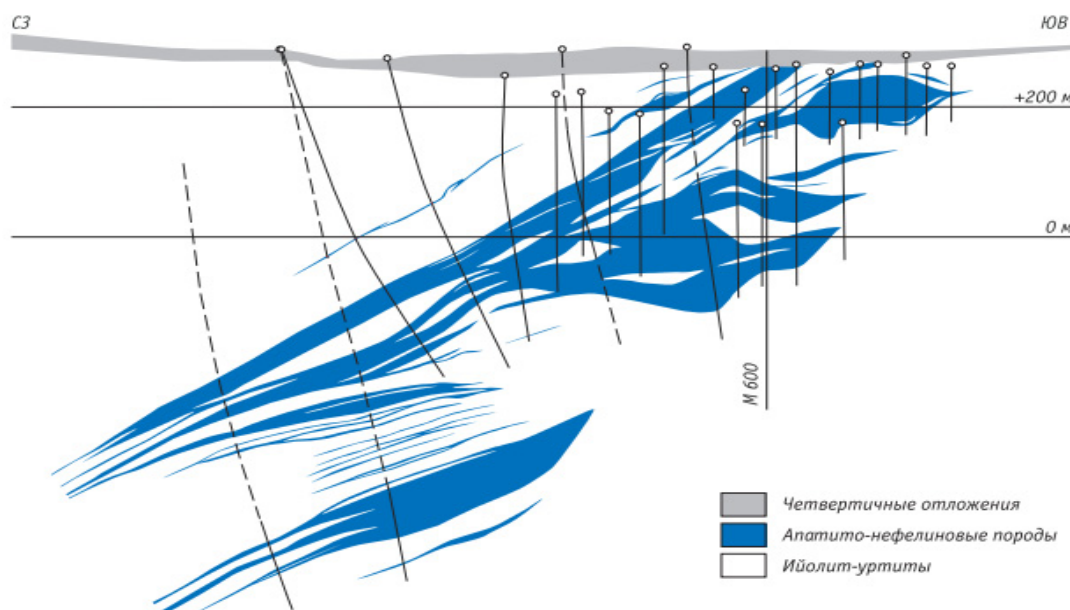 СЗ
ЮВ
+200 м
0 м
М 600
Четвертичные отложения
Апатито-нефелиновые породы
Ийолит-уртиты